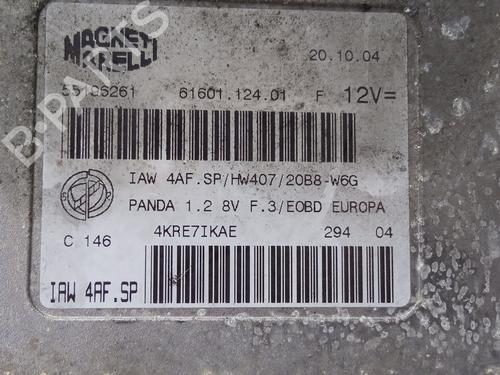 MAGNETI
MARELLI
20.10.04
61601.124.01 F 12V=
IAW 4AF.SP/HW407/20B8-W6G
PANDA 1.2 8V F.3/EOBD EUROPA
C 146
4KRE7IKAE 294 04
IAW 4AF.SP
B-PARTS